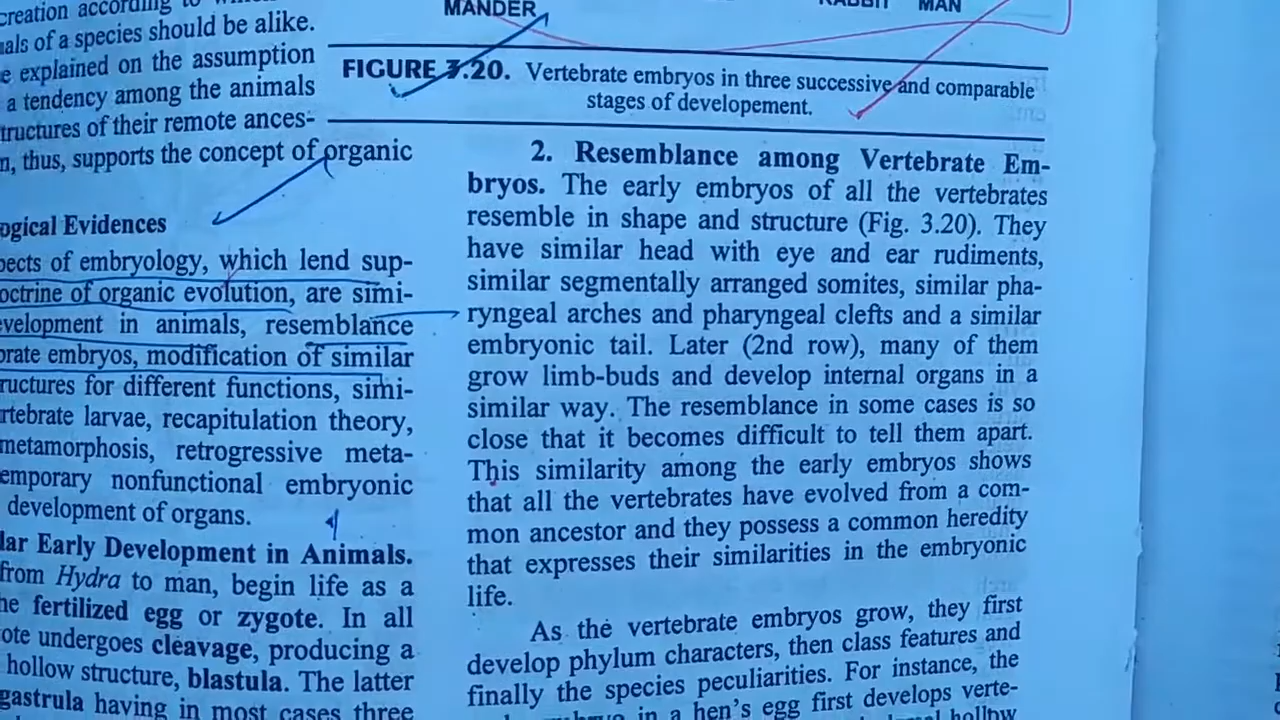 creation according to
als of a species should be alike.
e explained on the assumption
a tendency among the animals
tructures of their remote ances-
n, thus, supports the concept of organic
ogical Evidences
pects of embryology, which lend sup-
octrine of organic evolution, are simi-
evelopment in animals, resemblance
brate embryos, modification of similar
ructures for different functions, simi-
rtebrate larvae, recapitulation theory,
metamorphosis, retrogressive meta-
emporary nonfunctional embryonic
development of organs.
lar Early Development in Animals.
from Hydra to man, begin life as a
he fertilized egg or zygote. In all
ote undergoes cleavage, producing a
hollow structure, blastula. The latter
gastrula having in most cases three
MANDER RABBIT MAN
FIGURE 3.20. Vertebrate embryos in three successive and comparable
stages of developement.
2. Resemblance among Vertebrate Em-
bryos. The early embryos of all the vertebrates
resemble in shape and structure (Fig. 3.20). They
have similar head with eye and ear rudiments,
similar segmentally arranged somites, similar pha-
ryngeal arches and pharyngeal clefts and a similar
embryonic tail. Later (2nd row), many of them
grow limb-buds and develop internal organs in a
similar way. The resemblance in some cases is so
close that it becomes difficult to tell them apart.
This similarity among the early embryos shows
that all the vertebrates have evolved from a com-
mon ancestor and they possess a common heredity
that expresses their similarities in the embryonic
life.
As the vertebrate embryos grow, they first
develop phylum characters, then class features and
finally the species peculiarities. For instance, the
in a hen's egg first develops verte-
hollow